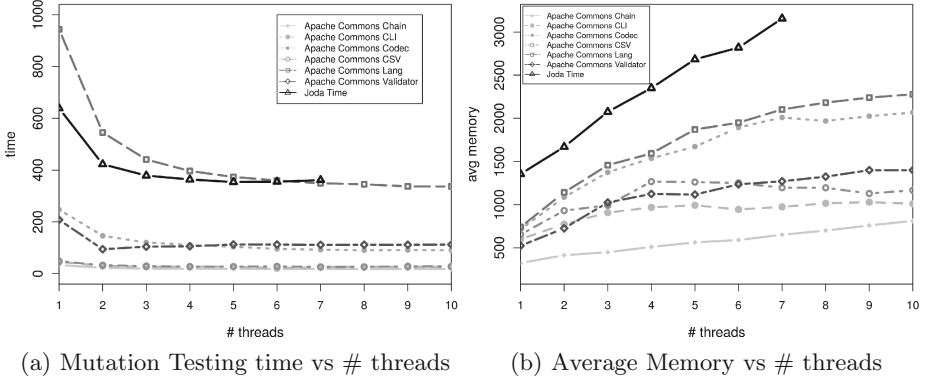 time
0 200 400 600 800 1000
Apache Commons Chain
Apache Commons CLI
Apache Commons Codec
Apache Commons CSV
Apache Commons Lang
Apache Commons Validator
Joda Time
1 2 3 4 5 6 7 8 9 10
# threads
(a) Mutation Testing time vs # threads
avg memory
500 1000 1500 2000 2500 3000
Apache Commons Chain
Apache Commons CLI
Apache Commons Codec
Apache Commons CSV
Apache Commons Lang
Apache Commons Validator
Joda Time
1 2 3 4 5 6 7 8 9 10
# threads
(b) Average Memory vs # threads